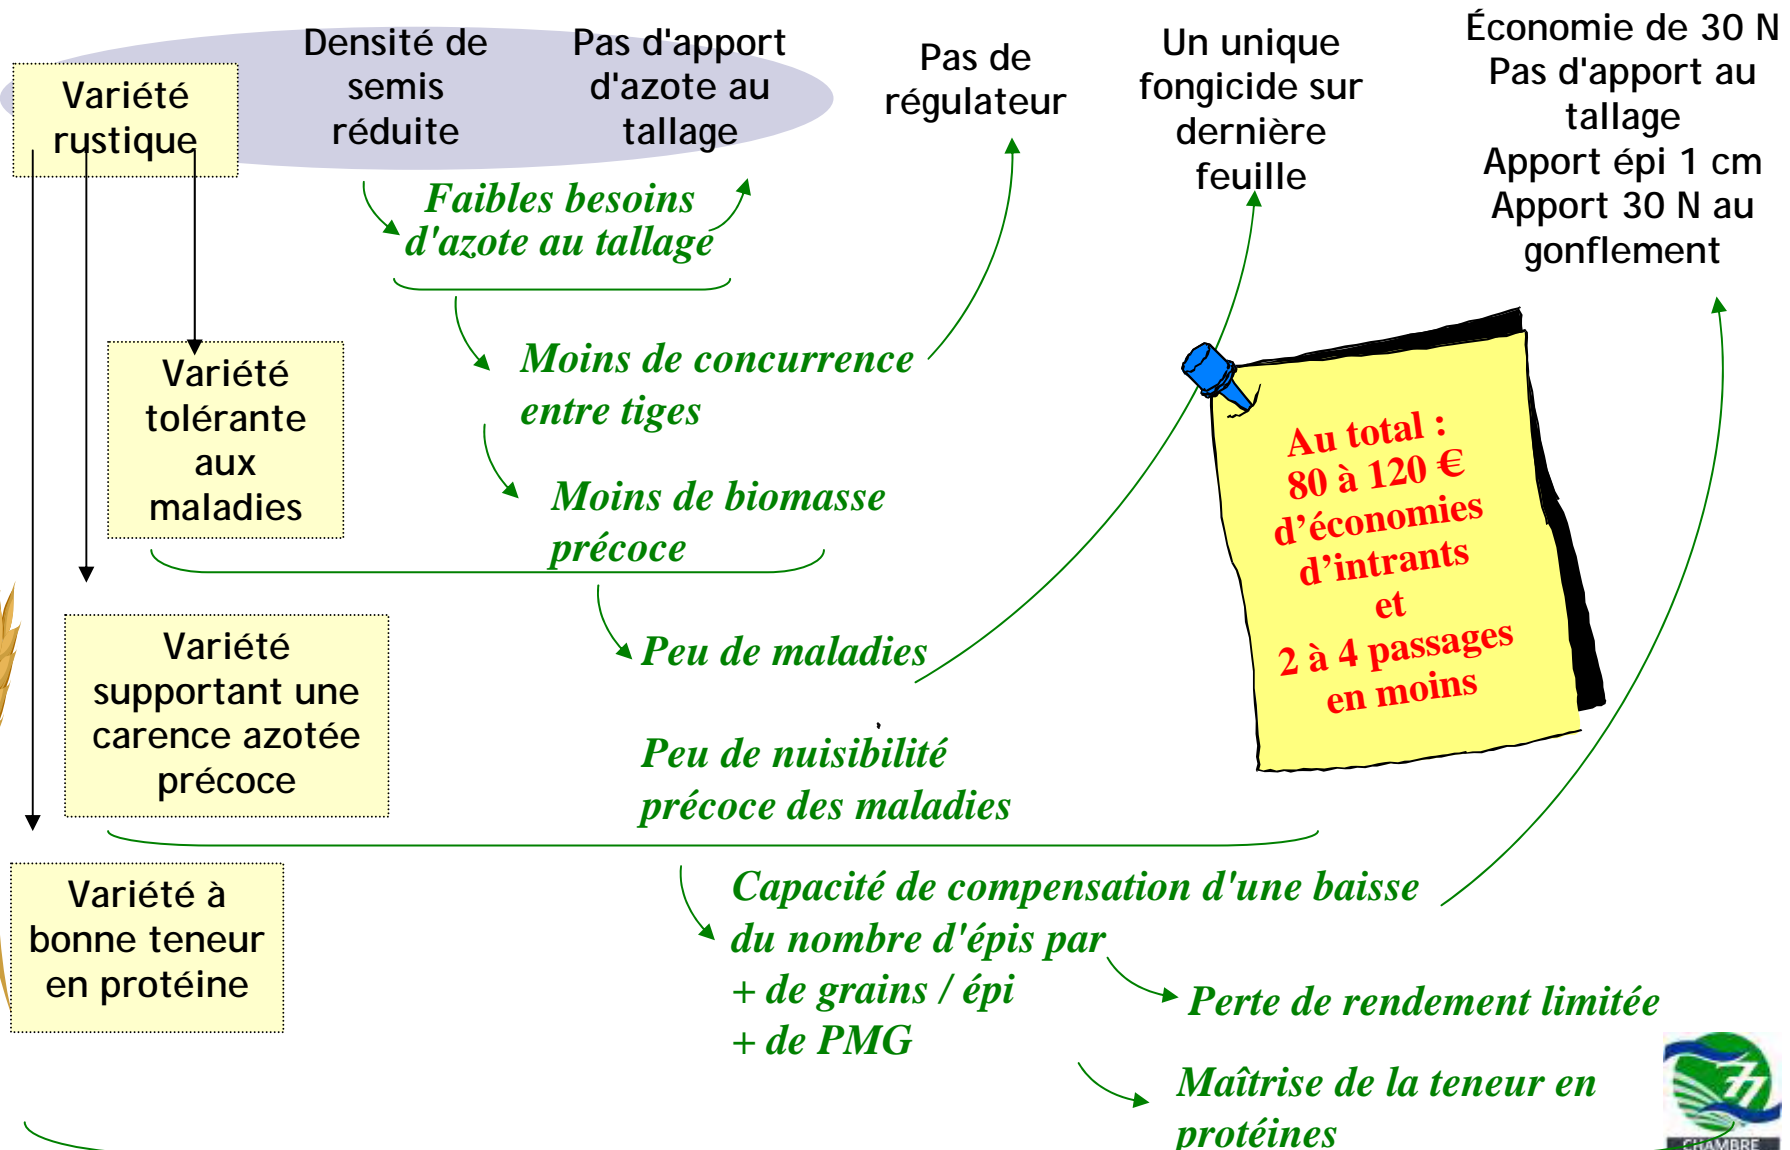 Variété
rustique
Densité de
semis
réduite
Pas d'apport
d'azote au
tallage
Pas de
régulateur
Un unique
fongicide sur
dernière
feuille
Économie de 30 N
Pas d'apport au
tallage
Apport épi 1 cm
Apport 30 N au
gonflement
Faibles besoins
d'azote au tallage
Moins de concurrence
entre tiges
Variété
tolérante
aux
maladies
Moins de biomasse
précoce
Au total :
80 à 120 €
d’économies
d’intrants
et
2 à 4 passages
en moins
Variété
supportant une
carence azotée
précoce
Peu de maladies
Peu de nuisibilité
précoce des maladies
Variété à
bonne teneur
en protéine
Capacité de compensation d'une baisse
du nombre d'épis par
+ de grains / épi
+ de PMG
Perte de rendement limitée
Maîtrise de la teneur en
protéines
77
CHAMBRE